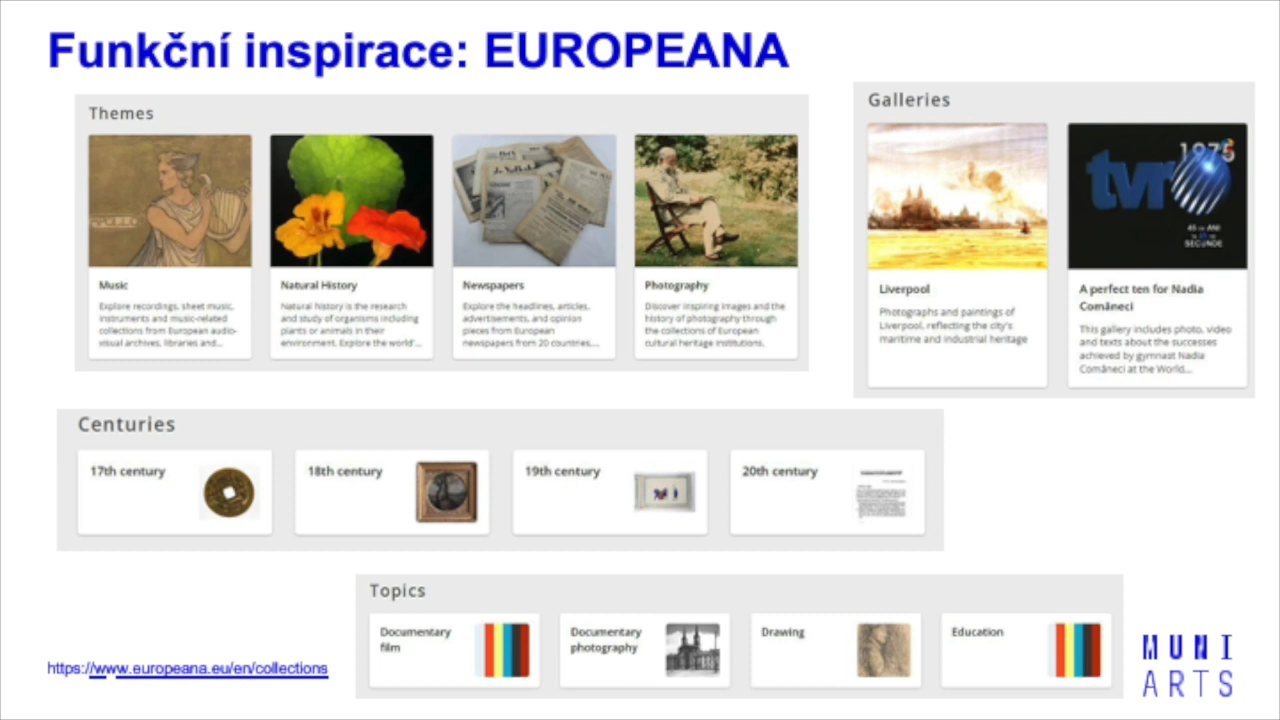 Funkční inspirace: EUROPEANA
Themes
Music
Explore recordings, sheet music,
instruments and music-related
collections from European audio-
visual archives, libraries and...
Natural History
Natural history is the research
and study of organisms including
plants or animals in their
environment. Explore the world'...
Newspapers
Explore the headlines, articles,
advertisements, and opinion
pieces from European
newspapers from 20 countries,...
Photography
Discover inspiring images and the
history of photography through
the collections of European
cultural heritage institutions.
Galleries
Liverpool
Photographs and paintings of
Liverpool, reflecting the city's
maritime and industrial heritage
1975
tvr
45 de ANI
SECUNDE
A perfect ten for Nadia
Comăneci
This gallery includes photo, video
and texts about the successes
achieved by gymnast Nadia
Comăneci at the World...
Centuries
17th century
18th century
19th century
20th century
Topics
Documentary
film
Documentary
photography
Drawing
Education
https://www.europeana.eu/en/collections
MUNI
ARTS